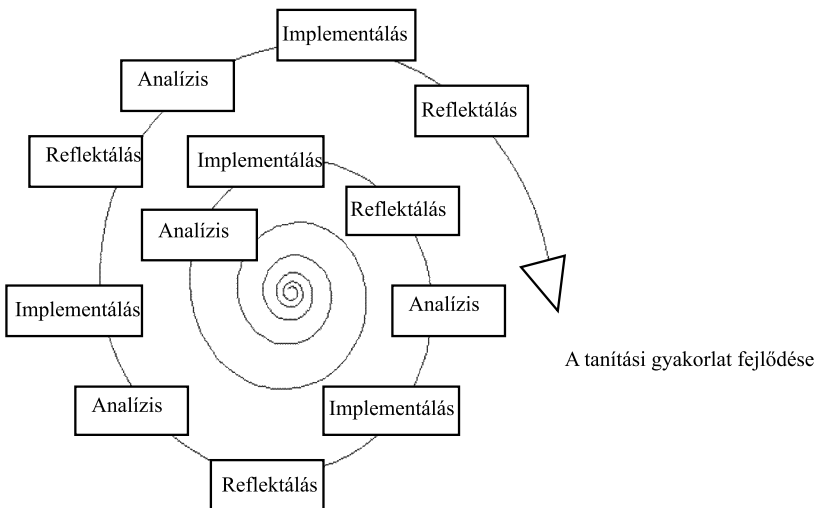 Implementálás
Analízis
Reflektálás
Reflektálás
Implementálás
Reflektálás
Analízis
Implementálás
Analízis
A tanítási gyakorlat fejlődése
Analízis
Implementálás
Reflektálás